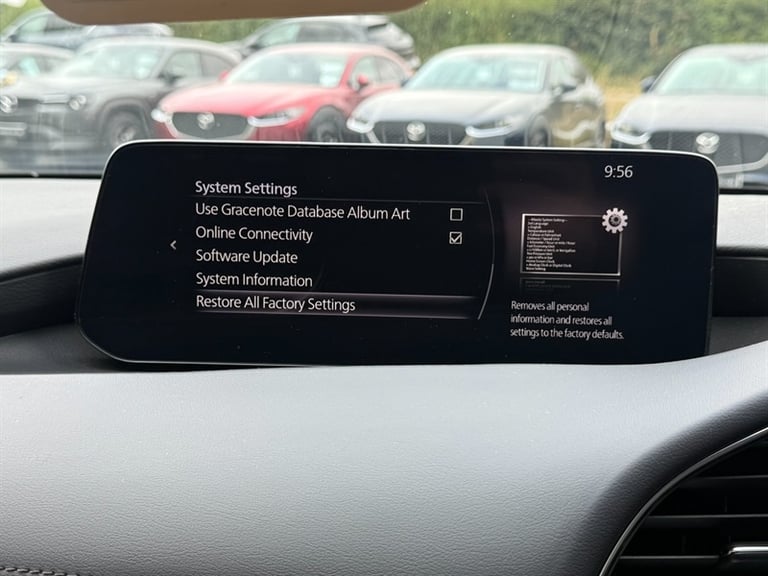 9:56
System Settings
Use Gracenote Database Album Art
Online Connectivity
Software Update
System Information
Restore All Factory Settings
Removes all personal
information and restores all
settings to the factory defaults.